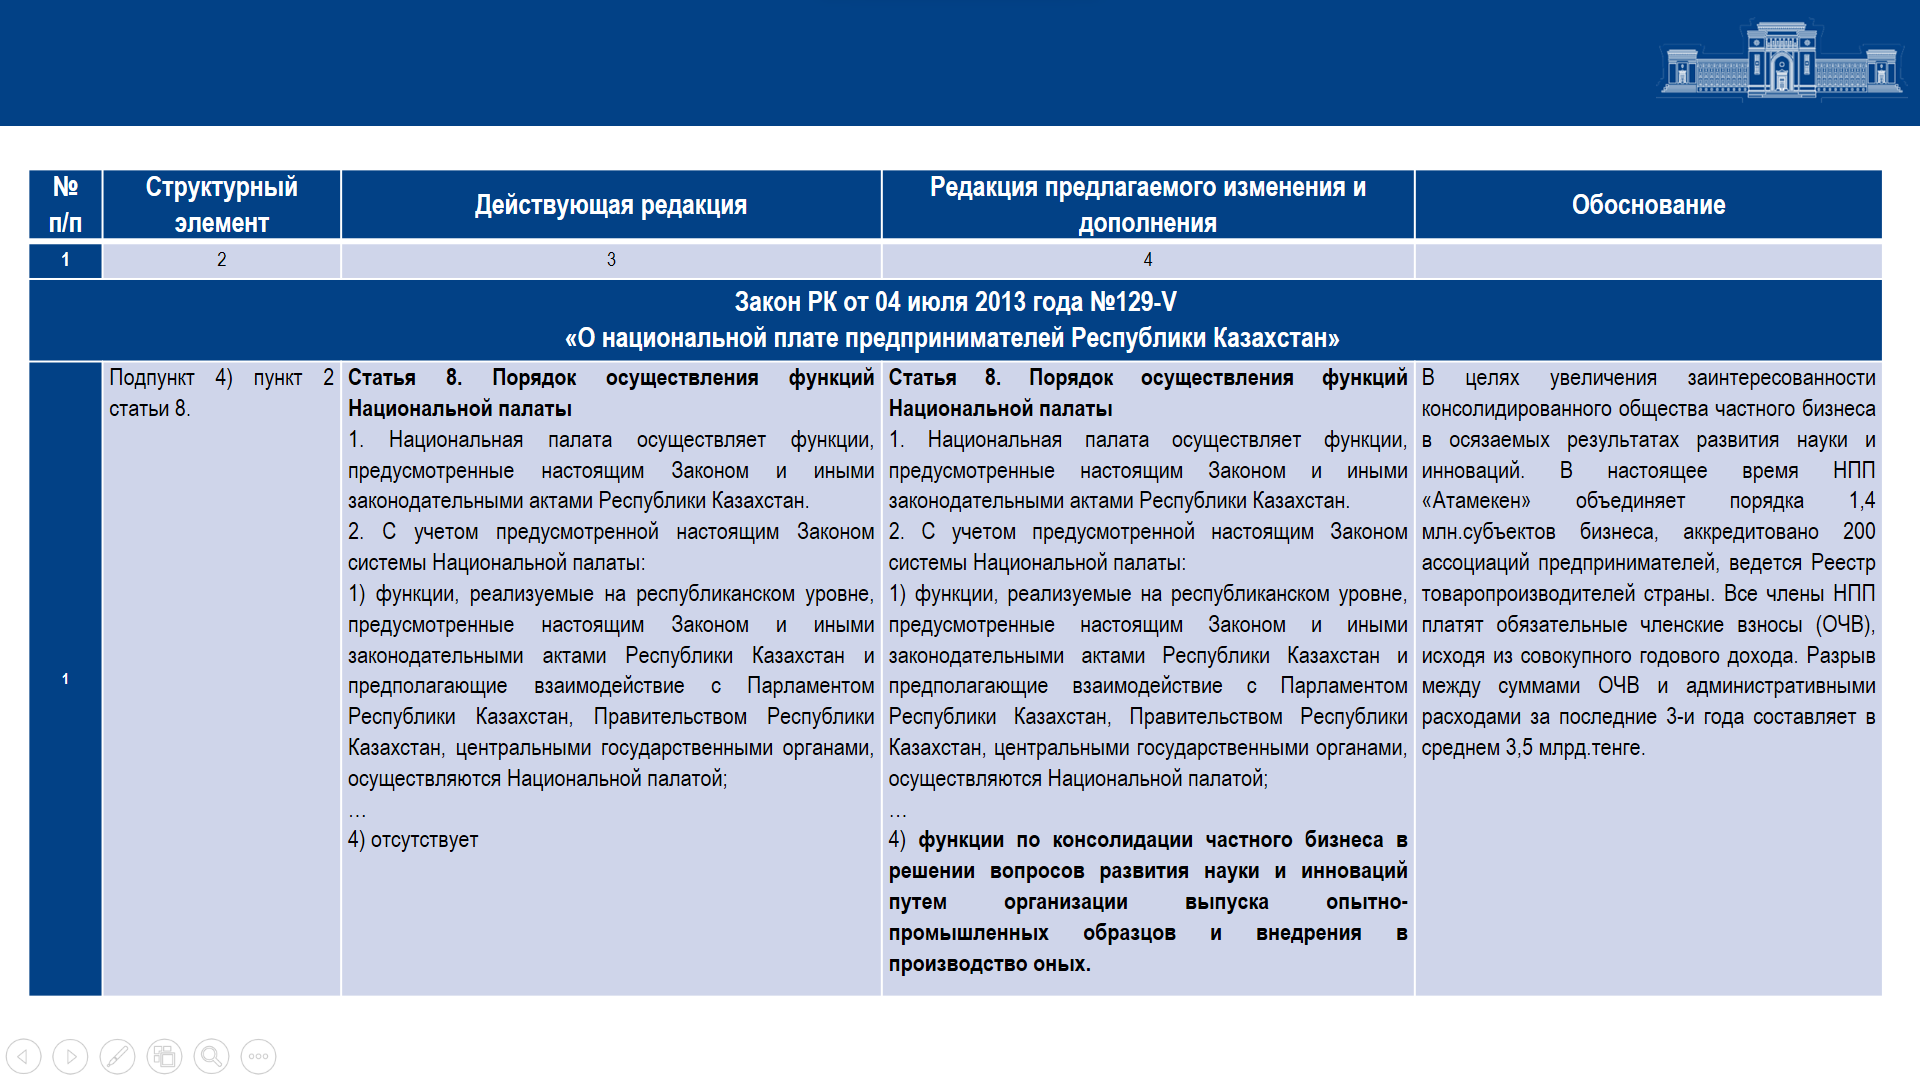 №
п/п
Структурный
элемент
Действующая редакция
Редакция предлагаемого изменения и
дополнения
Обоснование
1
2
3
4
Закон РК от 04 июля 2013 года №129-V
«О национальной плате предпринимателей Республики Казахстан»
1
Подпункт 4) пункт 2
статьи 8.
Статья 8. Порядок осуществления функций
Национальной палаты
1. Национальная палата осуществляет функции,
предусмотренные настоящим Законом и иными
законодательными актами Республики Казахстан.
2. С учетом предусмотренной настоящим Законом
системы Национальной палаты:
1) функции, реализуемые на республиканском уровне,
предусмотренные настоящим Законом и иными
законодательными актами Республики Казахстан и
предполагающие взаимодействие с Парламентом
Республики Казахстан, Правительством Республики
Казахстан, центральными государственными органами,
осуществляются Национальной палатой;
…
4) отсутствует
Статья 8. Порядок осуществления функций
Национальной палаты
1. Национальная палата осуществляет функции,
предусмотренные настоящим Законом и иными
законодательными актами Республики Казахстан.
2. С учетом предусмотренной настоящим Законом
системы Национальной палаты:
1) функции, реализуемые на республиканском уровне,
предусмотренные настоящим Законом и иными
законодательными актами Республики Казахстан и
предполагающие взаимодействие с Парламентом
Республики Казахстан, Правительством Республики
Казахстан, центральными государственными органами,
осуществляются Национальной палатой;
…
4) функции по консолидации частного бизнеса в
решении вопросов развития науки и инноваций
путем организации выпуска опытно-
промышленных образцов и внедрения в
производство оных.
В целях увеличения заинтересованности
консолидированного общества частного бизнеса
в осязаемых результатах развития науки и
инноваций. В настоящее время НПП
«Атамекен» объединяет порядка 1,4
млн.субъектов бизнеса, аккредитовано 200
ассоциаций предпринимателей, ведется Реестр
товаропроизводителей страны. Все члены НПП
платят обязательные членские взносы (ОЧВ),
исходя из совокупного годового дохода. Разрыв
между суммами ОЧВ и административными
расходами за последние 3-и года составляет в
среднем 3,5 млрд.тенге.